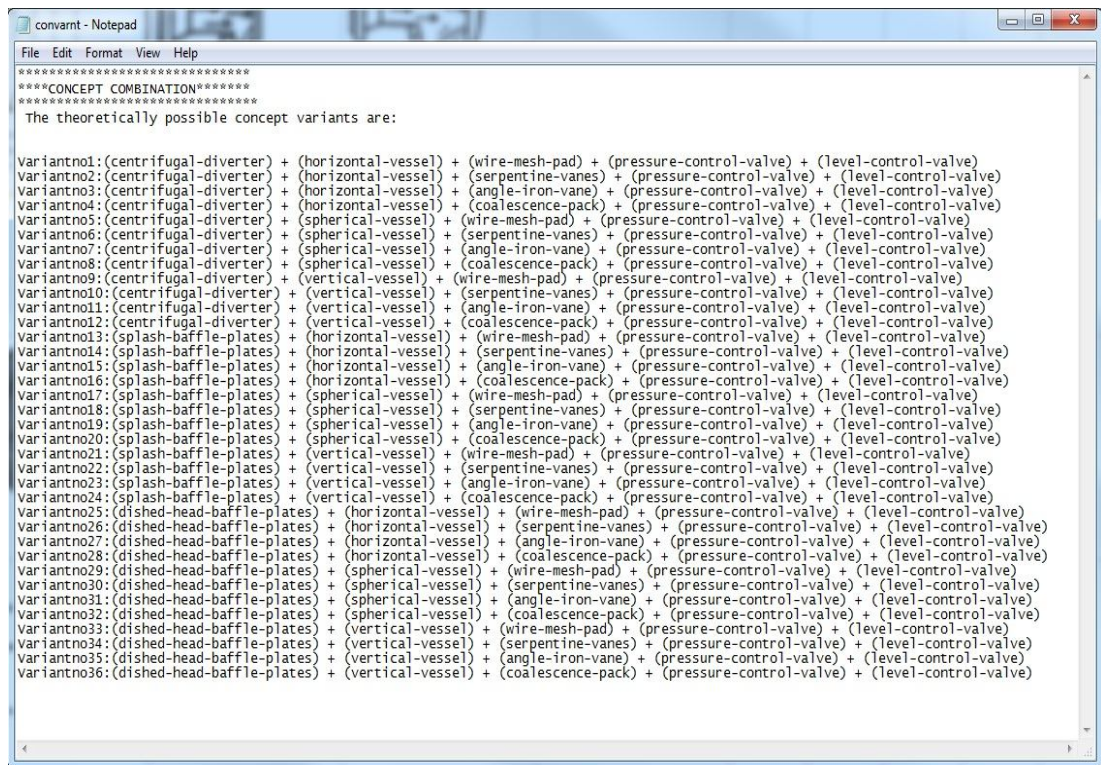 convarnt - Notepad
File Edit Format View Help
******************************
****CONCEPT COMBINATION*******
*******************************
The theoretically possible concept variants are:
Variantno1:(centrifugal-diverter) + (horizontal-vessel) + (wire-mesh-pad) + (pressure-control-valve) + (level-control-valve)
Variantno2:(centrifugal-diverter) + (horizontal-vessel) + (serpentine-vanes) + (pressure-control-valve) + (level-control-valve)
Variantno3:(centrifugal-diverter) + (horizontal-vessel) + (angle-iron-vane) + (pressure-control-valve) + (level-control-valve)
Variantno4:(centrifugal-diverter) + (horizontal-vessel) + (coalescence-pack) + (pressure-control-valve) + (level-control-valve)
Variantno5:(centrifugal-diverter) + (spherical-vessel) + (wire-mesh-pad) + (pressure-control-valve) + (level-control-valve)
Variantno6:(centrifugal-diverter) + (spherical-vessel) + (serpentine-vanes) + (pressure-control-valve) + (level-control-valve)
Variantno7:(centrifugal-diverter) + (spherical-vessel) + (angle-iron-vane) + (pressure-control-valve) + (level-control-valve)
Variantno8:(centrifugal-diverter) + (spherical-vessel) + (coalescence-pack) + (pressure-control-valve) + (level-control-valve)
Variantno9:(centrifugal-diverter) + (vertical-vessel) + (wire-mesh-pad) + (pressure-control-valve) + (level-control-valve)
Variantno10:(centrifugal-diverter) + (vertical-vessel) + (serpentine-vanes) + (pressure-control-valve) + (level-control-valve)
Variantno11:(centrifugal-diverter) + (vertical-vessel) + (angle-iron-vane) + (pressure-control-valve) + (level-control-valve)
Variantno12:(centrifugal-diverter) + (vertical-vessel) + (coalescence-pack) + (pressure-control-valve) + (level-control-valve)
Variantno13:(splash-baffle-plates) + (horizontal-vessel) + (wire-mesh-pad) + (pressure-control-valve) + (level-control-valve)
Variantno14:(splash-baffle-plates) + (horizontal-vessel) + (serpentine-vanes) + (pressure-control-valve) + (level-control-valve)
Variantno15:(splash-baffle-plates) + (horizontal-vessel) + (angle-iron-vane) + (pressure-control-valve) + (level-control-valve)
Variantno16:(splash-baffle-plates) + (horizontal-vessel) + (coalescence-pack) + (pressure-control-valve) + (level-control-valve)
Variantno17:(splash-baffle-plates) + (spherical-vessel) + (wire-mesh-pad) + (pressure-control-valve) + (level-control-valve)
Variantno18:(splash-baffle-plates) + (spherical-vessel) + (serpentine-vanes) + (pressure-control-valve) + (level-control-valve)
Variantno19:(splash-baffle-plates) + (spherical-vessel) + (angle-iron-vane) + (pressure-control-valve) + (level-control-valve)
Variantno20:(splash-baffle-plates) + (spherical-vessel) + (coalescence-pack) + (pressure-control-valve) + (level-control-valve)
Variantno21:(splash-baffle-plates) + (vertical-vessel) + (wire-mesh-pad) + (pressure-control-valve) + (level-control-valve)
Variantno22:(splash-baffle-plates) + (vertical-vessel) + (serpentine-vanes) + (pressure-control-valve) + (level-control-valve)
Variantno23:(splash-baffle-plates) + (vertical-vessel) + (angle-iron-vane) + (pressure-control-valve) + (level-control-valve)
Variantno24:(splash-baffle-plates) + (vertical-vessel) + (coalescence-pack) + (pressure-control-valve) + (level-control-valve)
Variantno25:(dished-head-baffle-plates) + (horizontal-vessel) + (wire-mesh-pad) + (pressure-control-valve) + (level-control-valve)
Variantno26:(dished-head-baffle-plates) + (horizontal-vessel) + (serpentine-vanes) + (pressure-control-valve) + (level-control-valve)
Variantno27:(dished-head-baffle-plates) + (horizontal-vessel) + (angle-iron-vane) + (pressure-control-valve) + (level-control-valve)
Variantno28:(dished-head-baffle-plates) + (horizontal-vessel) + (coalescence-pack) + (pressure-control-valve) + (level-control-valve)
Variantno29:(dished-head-baffle-plates) + (spherical-vessel) + (wire-mesh-pad) + (pressure-control-valve) + (level-control-valve)
Variantno30:(dished-head-baffle-plates) + (spherical-vessel) + (serpentine-vanes) + (pressure-control-valve) + (level-control-valve)
Variantno31:(dished-head-baffle-plates) + (spherical-vessel) + (angle-iron-vane) + (pressure-control-valve) + (level-control-valve)
Variantno32:(dished-head-baffle-plates) + (spherical-vessel) + (coalescence-pack) + (pressure-control-valve) + (level-control-valve)
Variantno33:(dished-head-baffle-plates) + (vertical-vessel) + (wire-mesh-pad) + (pressure-control-valve) + (level-control-valve)
Variantno34:(dished-head-baffle-plates) + (vertical-vessel) + (serpentine-vanes) + (pressure-control-valve) + (level-control-valve)
Variantno35:(dished-head-baffle-plates) + (vertical-vessel) + (angle-iron-vane) + (pressure-control-valve) + (level-control-valve)
Variantno36:(dished-head-baffle-plates) + (vertical-vessel) + (coalescence-pack) + (pressure-control-valve) + (level-control-valve)